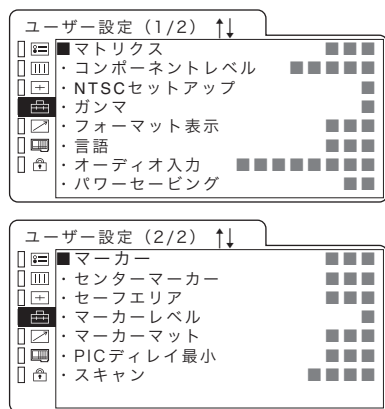 ユーザー設定（1/2） ↑↓
■マトリクス ■■■
・コンポーネントレベル ■■■■■
・NTSCセットアップ ■
・ガンマ ■
・フォーマット表示 ■■■
・言語 ■■■
・オーディオ入力 ■■■■■■■■
・パワーセービング ■■
ユーザー設定（2/2） ↑↓
■マーカー ■■■
・センターマーカー ■■■
・セーフエリア ■■■
・マーカーレベル ■
・マーカーマット ■■■
・PICディレイ最小 ■■■
・スキャン ■■■■